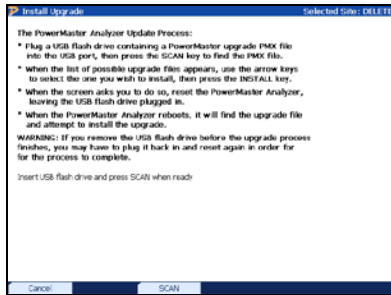 Install Upgrade
Selected Site: DELETE
The PowerMaster Analyzer Update Process:
* Plug a USB flash drive containing a PowerMaster upgrade PMX file
into the USB port, then press the SCAN key to find the PMX file.
* When the list of possible upgrade files appears, use the arrow keys
to select the one you wish to install, then press the INSTALL key.
* When the screen asks you to do so, reset the PowerMaster Analyzer,
leaving the USB flash drive plugged in.
* When the PowerMaster Analyzer reboots, it will find the upgrade file
and attempt to install the upgrade.
WARNING: If you remove the USB flash drive before the upgrade process
finishes, you may have to plug it back in and reset again in order for
for the process to complete.
Insert USB flash drive and press SCAN when ready
Cancel
SCAN